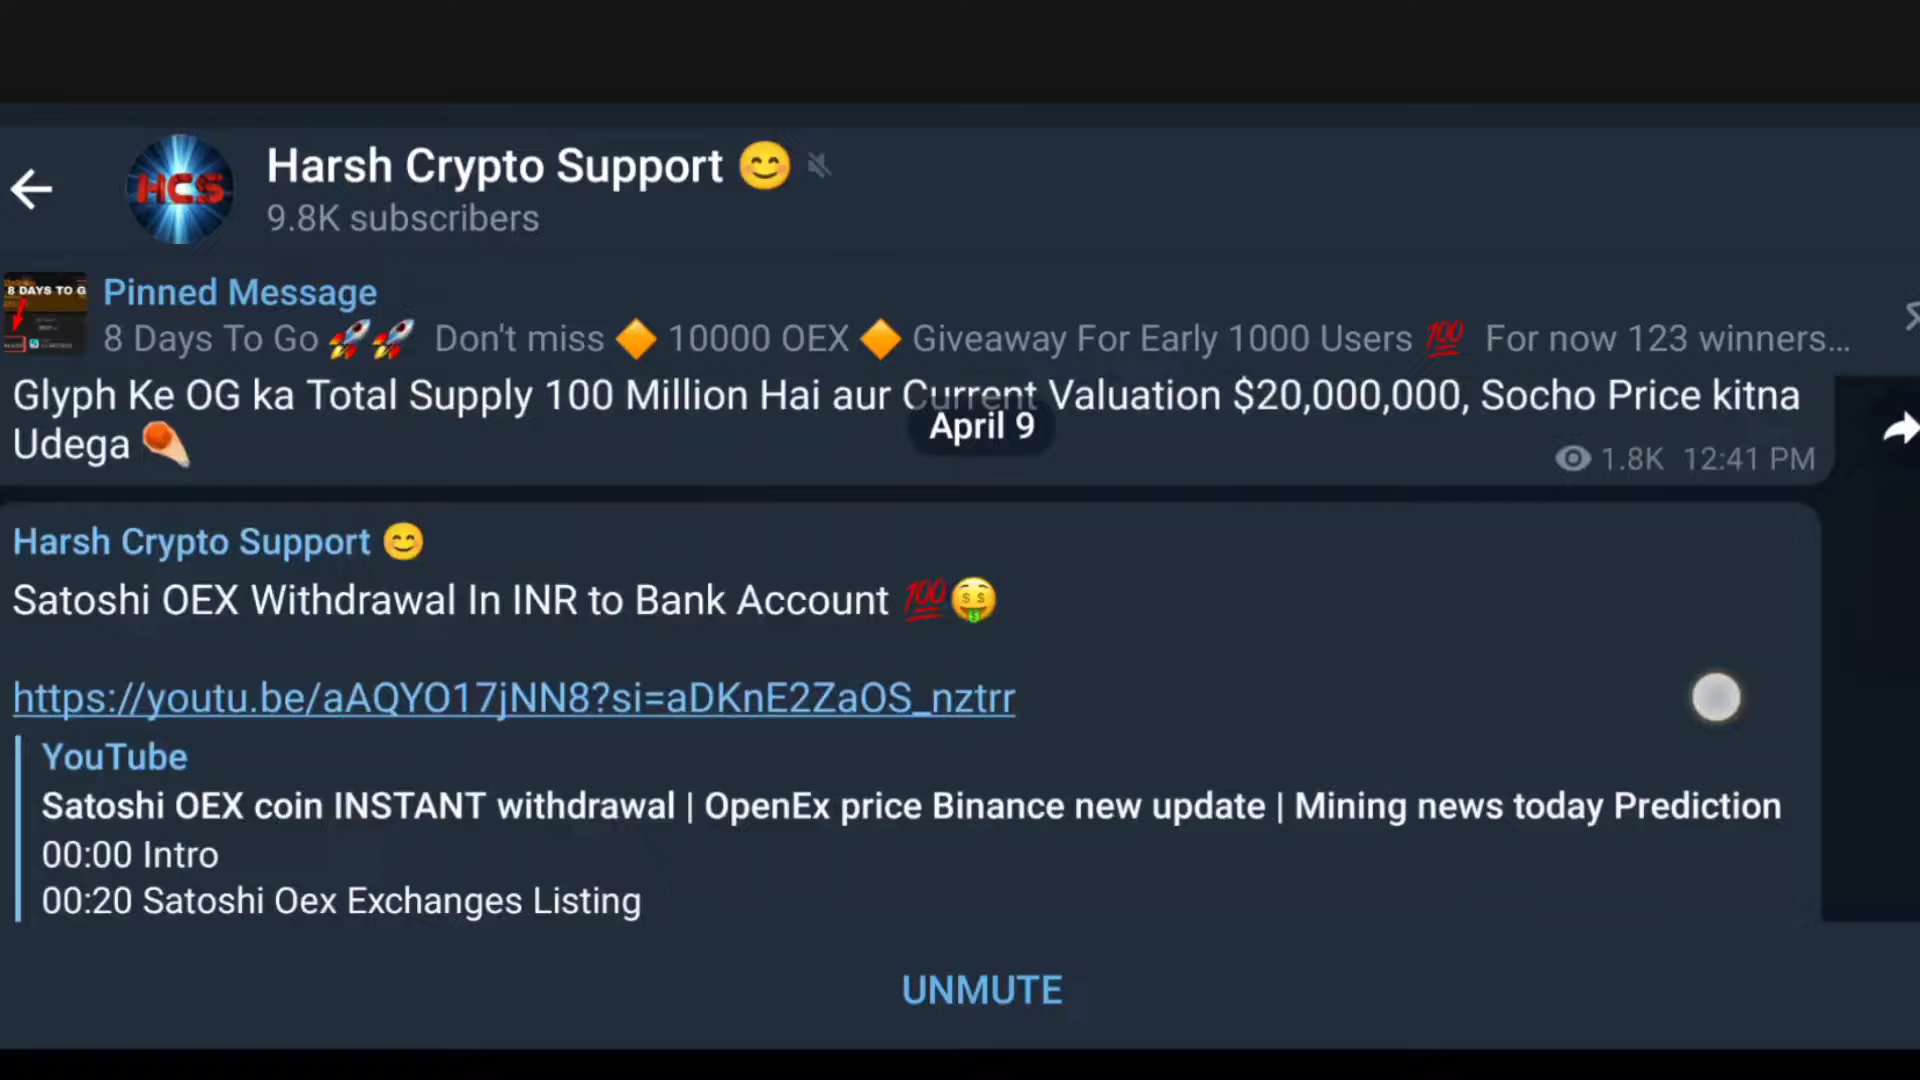 Harsh Crypto Support 😊
9.8K subscribers
HCS
Pinned Message
8 DAYS TO G
8 Days To Go 🚀🚀 Don't miss 🔶 10000 OEX 🔶 Giveaway For Early 1000 Users 💯 For now 123 winners...
Glyph Ke OG ka Total Supply 100 Million Hai aur Current Valuation $20,000,000, Socho Price kitna
April 9
Udega
1.8K 12:41 PM
Harsh Crypto Support 😊
Satoshi OEX Withdrawal In INR to Bank Account 💯🤑
https://youtu.be/aAQYO17jNN8?si=aDKnE2ZaOS_nztrr
YouTube
Satoshi OEX coin INSTANT withdrawal | OpenEx price Binance new update | Mining news today Prediction
00:00 Intro
00:20 Satoshi Oex Exchanges Listing
UNMUTE